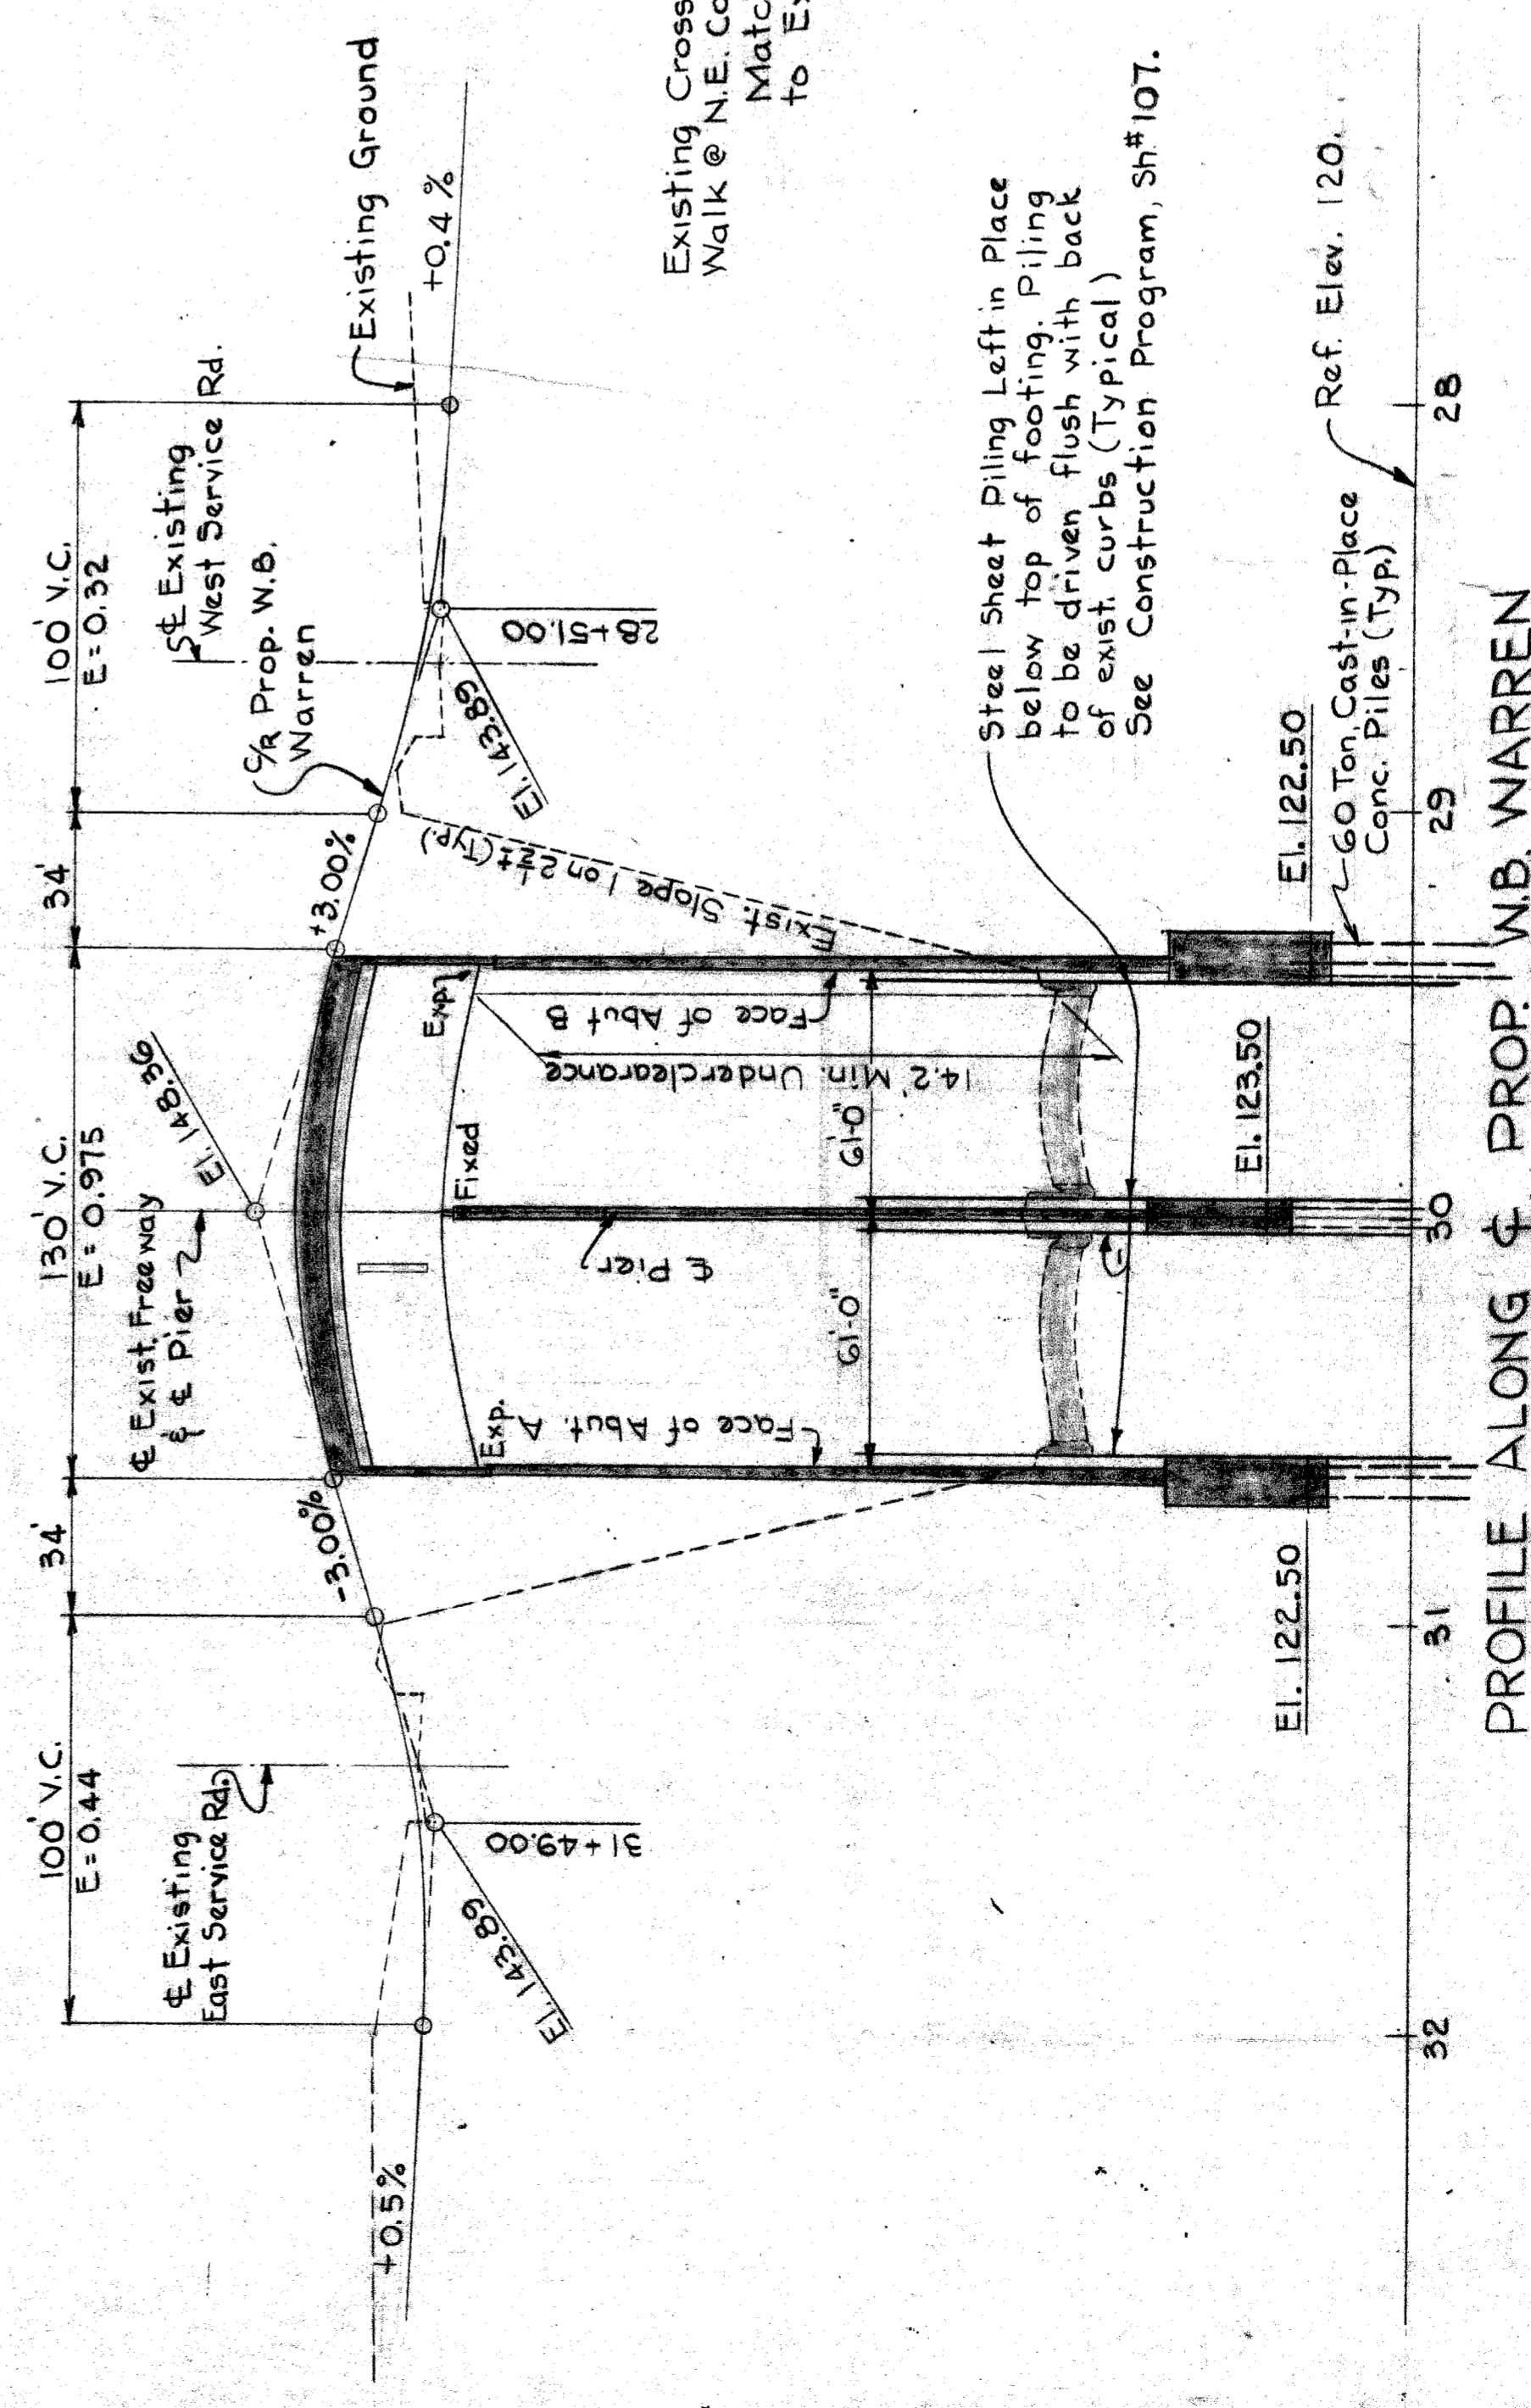 100' V.C.
E = 0.44
34'
130' V.C.
E = 0.975
34'
100' V.C.
E = 0.32
℄ Existing
East Service Rd.
℄ Exist. Freeway
& ℄ Pier
El. 148.36
℄ Existing
West Service Rd.
C/R Prop. W.B.
Warren
+0.5%
-3.00%
+3.00%
+0.4%
Existing Ground
El. 143.89
31+49.00
El. 143.89
28+51.00
Exist. Slope 1 on 2½± (Typ.)
Exp.
Fixed
Exp.
Face of Abut. A
℄ Pier
Face of Abut B
14.2' Min. Underclearance
61'-0"
61'-0"
Existing Cross
Walk @ N.E. Co
Matc
to Ex
Steel Sheet Piling Left in Place
below top of footing. Piling
to be driven flush with back
of exist. curbs (Typical)
See Construction Program, Sh.# 107.
El. 122.50
El. 123.50
El. 122.50
60 Ton, Cast-in-Place
Conc. Piles (Typ.)
Ref. Elev. 120.
32
31
30
29
28
PROFILE ALONG ℄ PROP. W.B. WARREN